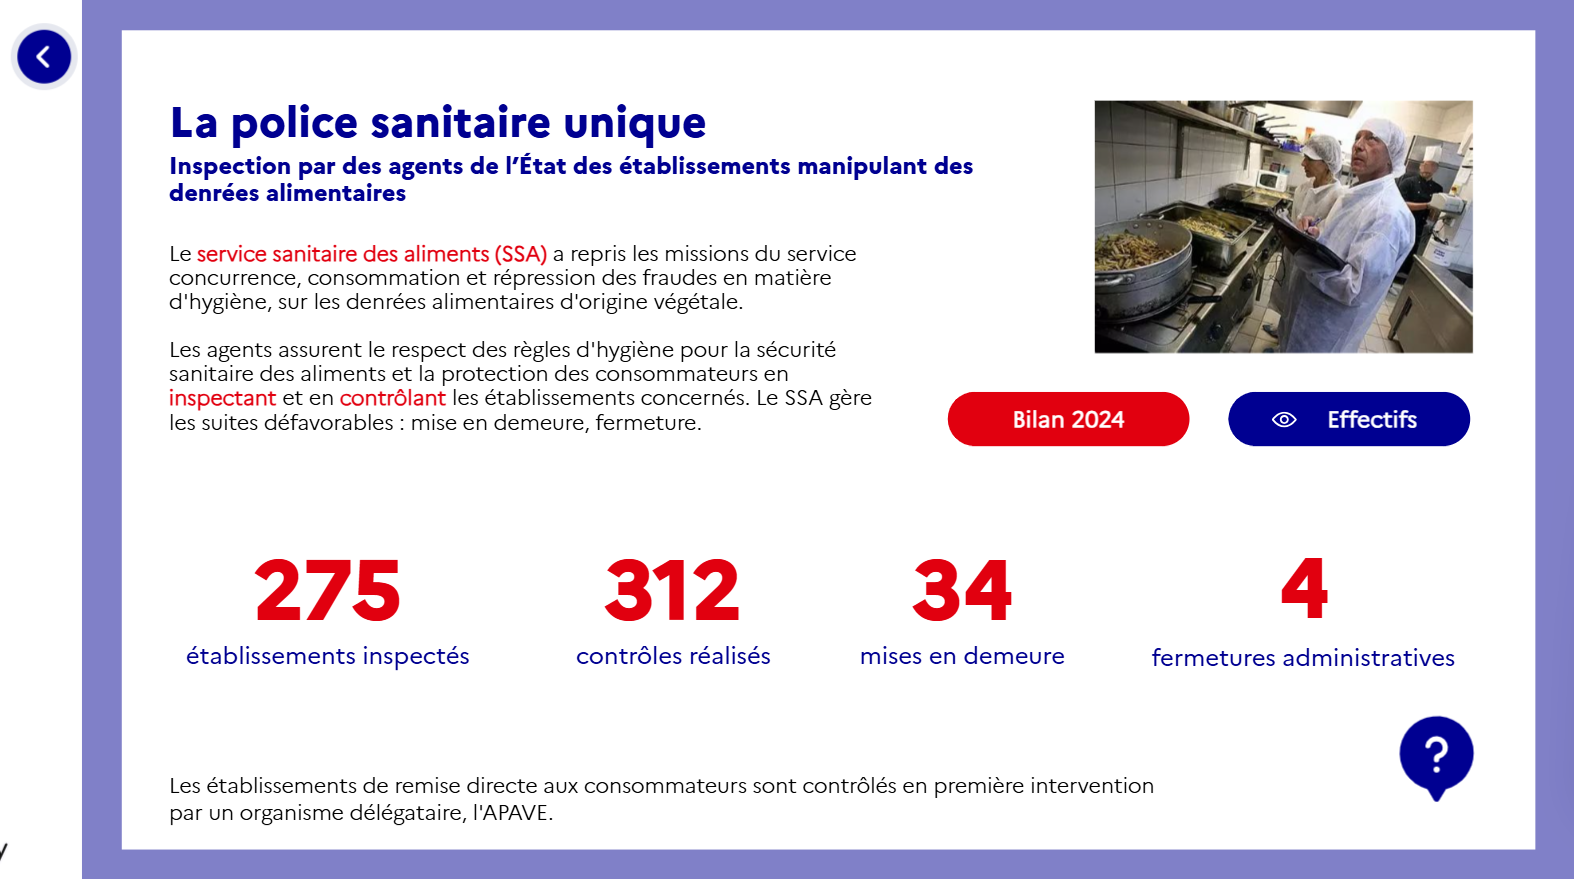 La police sanitaire unique
Inspection par des agents de l’État des établissements manipulant des
denrées alimentaires
Le service sanitaire des aliments (SSA) a repris les missions du service
concurrence, consommation et répression des fraudes en matière
d'hygiène, sur les denrées alimentaires d'origine végétale.
Les agents assurent le respect des règles d'hygiène pour la sécurité
sanitaire des aliments et la protection des consommateurs en
inspectant et en contrôlant les établissements concernés. Le SSA gère
les suites défavorables : mise en demeure, fermeture.
Bilan 2024
Effectifs
275
établissements inspectés
312
contrôles réalisés
34
mises en demeure
4
fermetures administratives
?
Les établissements de remise directe aux consommateurs sont contrôlés en première intervention
par un organisme délégataire, l'APAVE.